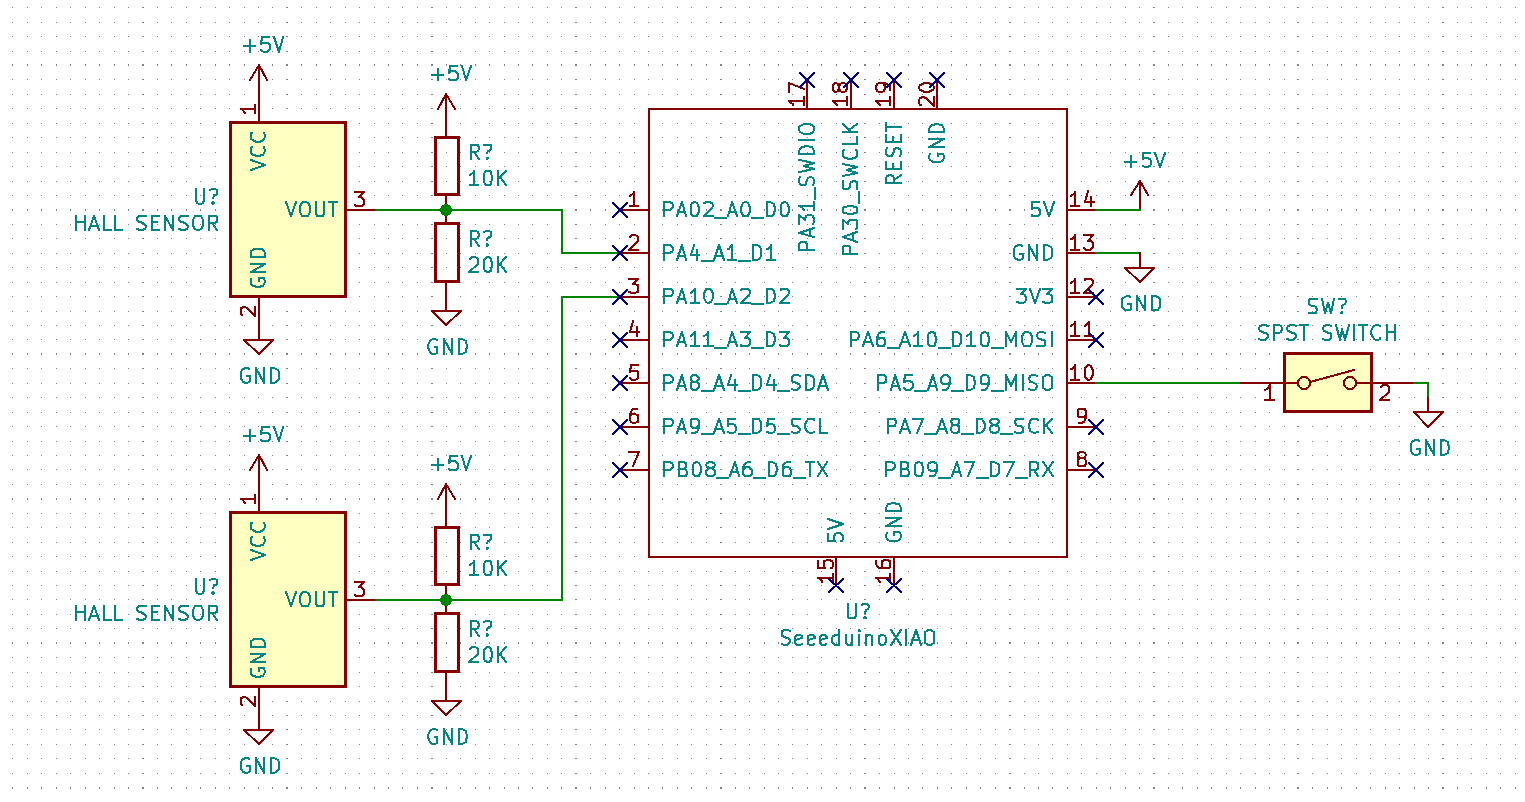 +5V
1
VCC
U?
HALL SENSOR
VOUT
3
GND
2
GND
+5V
R?
10K
R?
20K
GND
+5V
1
VCC
U?
HALL SENSOR
VOUT
3
GND
2
GND
+5V
R?
10K
R?
20K
GND
17
18
19
20
PA31_SWDIO
PA30_SWCLK
RESET
GND
1
PA02_A0_D0
2
PA4_A1_D1
3
PA10_A2_D2
4
PA11_A3_D3
5
PA8_A4_D4_SDA
6
PA9_A5_D5_SCL
7
PB08_A6_D6_TX
5V
14
GND
13
3V3
12
PA6_A10_D10_MOSI
11
PA5_A9_D9_MISO
10
PA7_A8_D8_SCK
9
PB09_A7_D7_RX
8
5V
GND
15
16
U?
SeeeduinoXIAO
+5V
GND
SW?
SPST SWITCH
1
2
GND